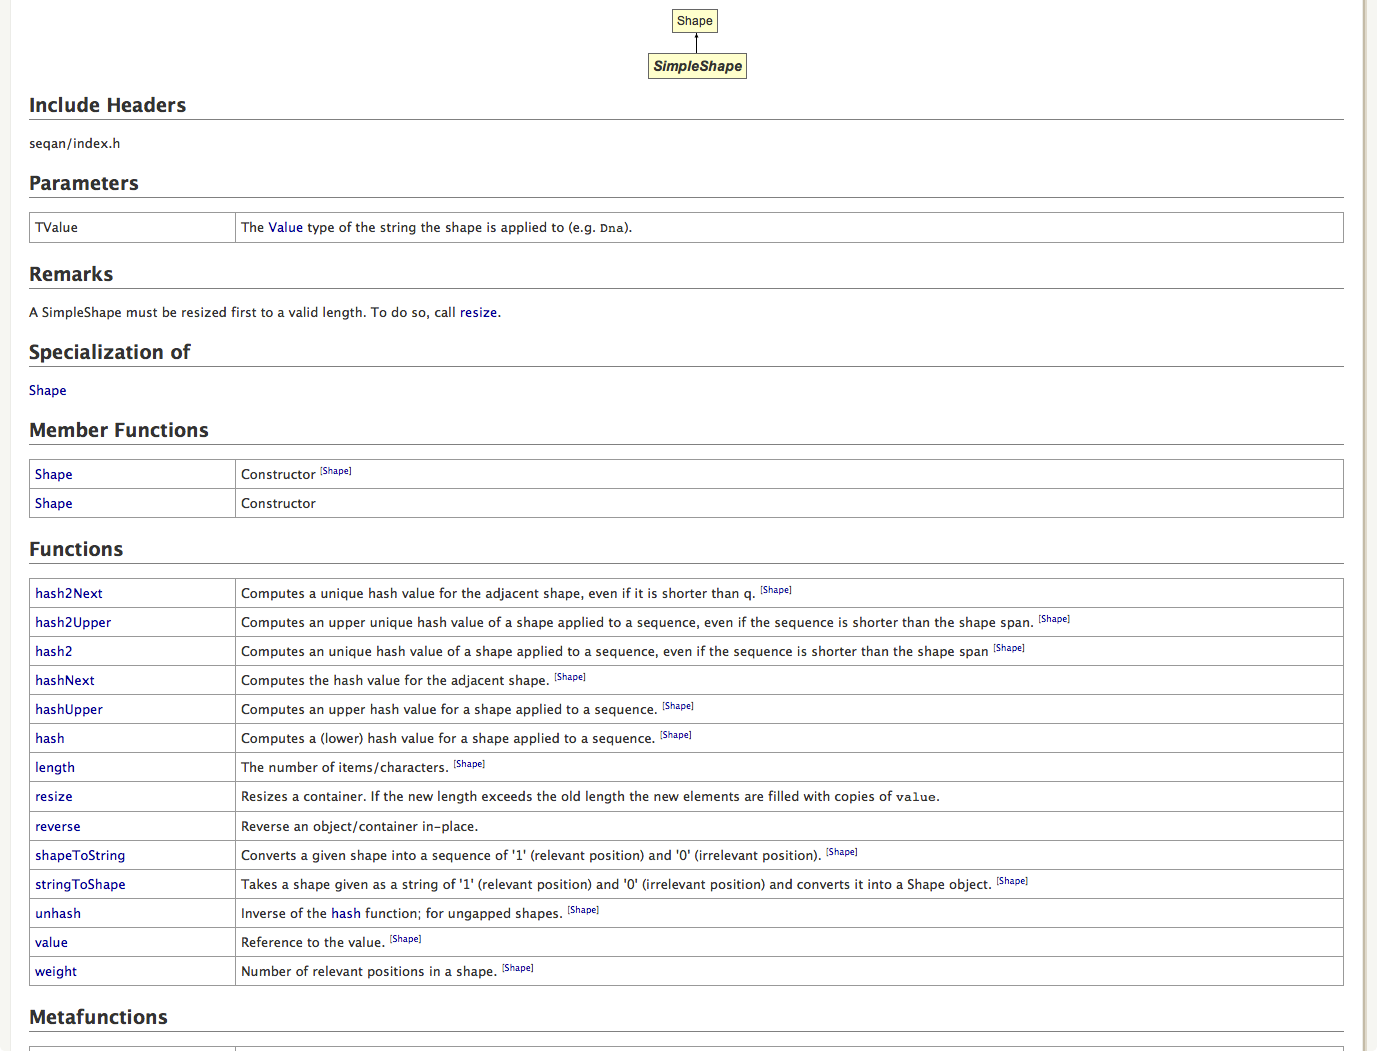 Shape
SimpleShape
Include Headers
seqan/index.h
Parameters
TValue The Value type of the string the shape is applied to (e.g. Dna).
Remarks
A SimpleShape must be resized first to a valid length. To do so, call resize.
Specialization of
Shape
Member Functions
Shape Constructor [Shape]
Shape Constructor
Functions
hash2Next Computes a unique hash value for the adjacent shape, even if it is shorter than q. [Shape]
hash2Upper Computes an upper unique hash value of a shape applied to a sequence, even if the sequence is shorter than the shape span. [Shape]
hash2 Computes an unique hash value of a shape applied to a sequence, even if the sequence is shorter than the shape span [Shape]
hashNext Computes the hash value for the adjacent shape. [Shape]
hashUpper Computes an upper hash value for a shape applied to a sequence. [Shape]
hash Computes a (lower) hash value for a shape applied to a sequence. [Shape]
length The number of items/characters. [Shape]
resize Resizes a container. If the new length exceeds the old length the new elements are filled with copies of value.
reverse Reverse an object/container in-place.
shapeToString Converts a given shape into a sequence of '1' (relevant position) and '0' (irrelevant position). [Shape]
stringToShape Takes a shape given as a string of '1' (relevant position) and '0' (irrelevant position) and converts it into a Shape object. [Shape]
unhash Inverse of the hash function; for ungapped shapes. [Shape]
value Reference to the value. [Shape]
weight Number of relevant positions in a shape. [Shape]
Metafunctions